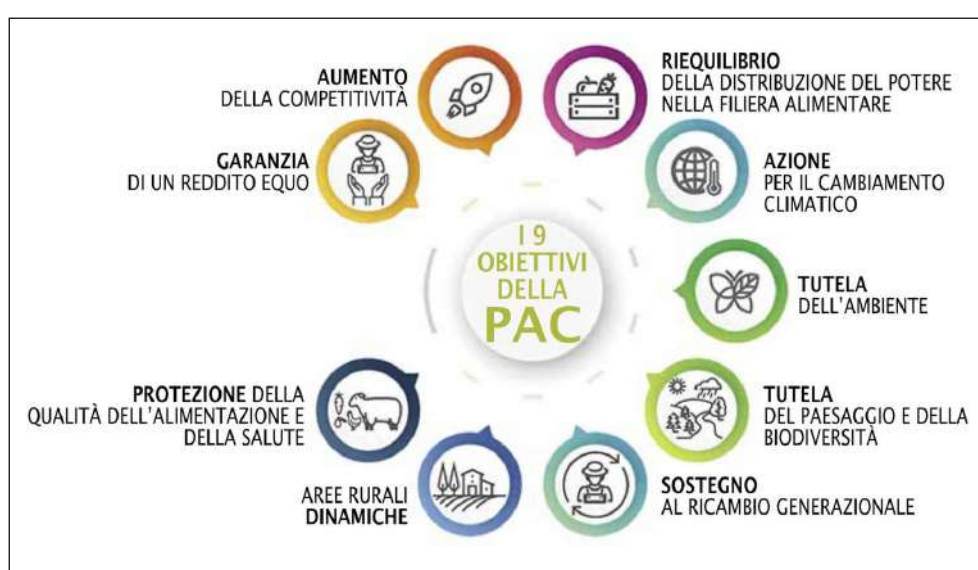 AUMENTO
DELLA COMPETITIVITÀ
GARANZIA
DI UN REDDITO EQUO
RIEQUILIBRIO
DELLA DISTRIBUZIONE DEL POTERE
NELLA FILIERA ALIMENTARE
AZIONE
PER IL CAMBIAMENTO
CLIMATICO
I 9
OBIETTIVI
DELLA
PAC
TUTELA
DELL'AMBIENTE
PROTEZIONE DELLA
QUALITÀ DELL'ALIMENTAZIONE E
DELLA SALUTE
TUTELA
DEL PAESAGGIO E DELLA
BIODIVERSITÀ
AREE RURALI
DINAMICHE
SOSTEGNO
AL RICAMBIO GENERAZIONALE